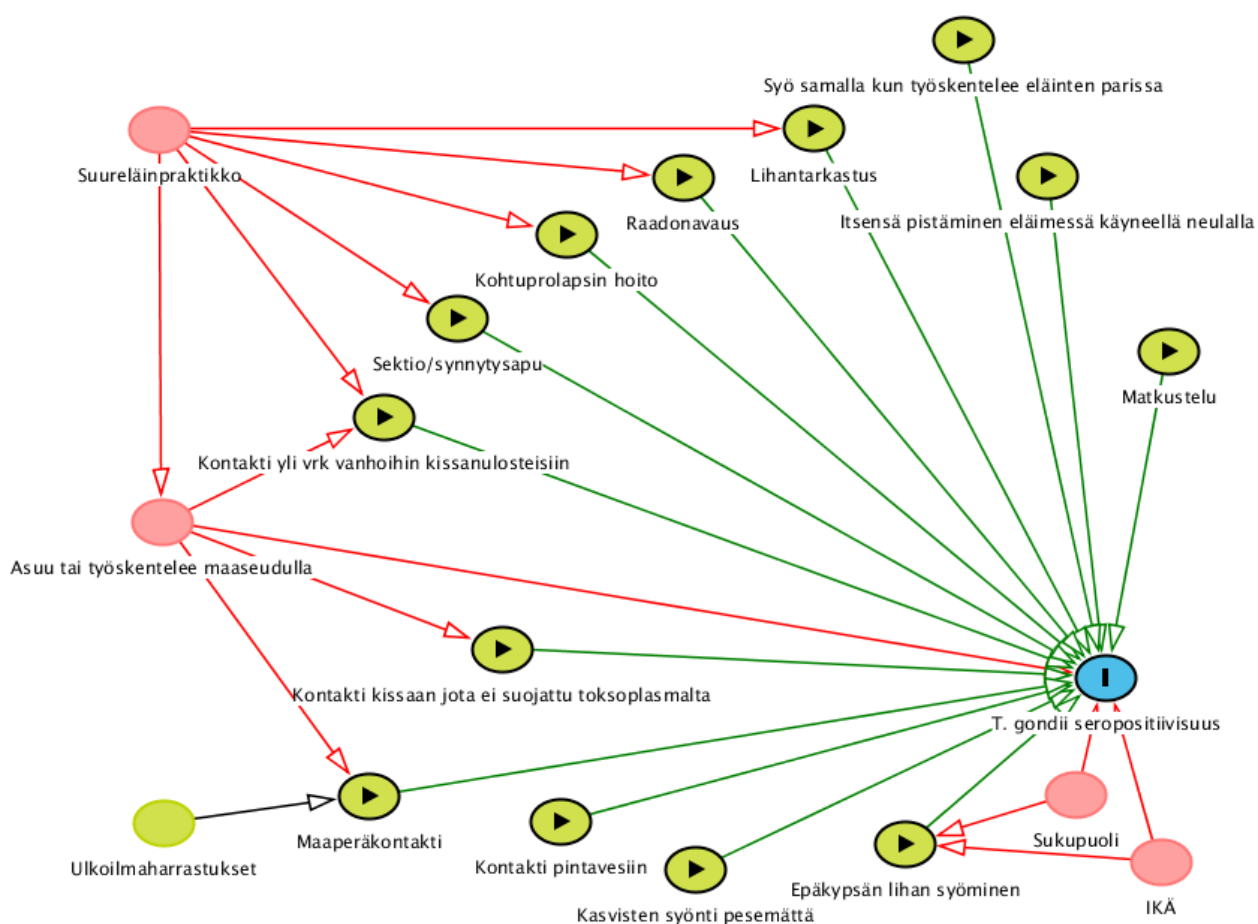 Syö samalla kun työskentelee eläinten parissa
Suureläinpraktikko
Lihantarkastus
Raadonavaus
Itsensä pistäminen eläimessä käyneellä neulalla
Kohtuprolapsin hoito
Sektio/synnytysapu
Matkustelu
Kontakti yli vrk vanhoihin kissanulosteisiin
Asuu tai työskentelee maaseudulla
Kontakti kissaan jota ei suojattu toksoplasmalta
T. gondii seropositiivisuus
Ulkoilmaharrastukset
Maaperäkontakti
Kontakti pintavesiin
Sukupuoli
Epäkypsän lihan syöminen
Kasvisten syönti pesemättä
IKÄ